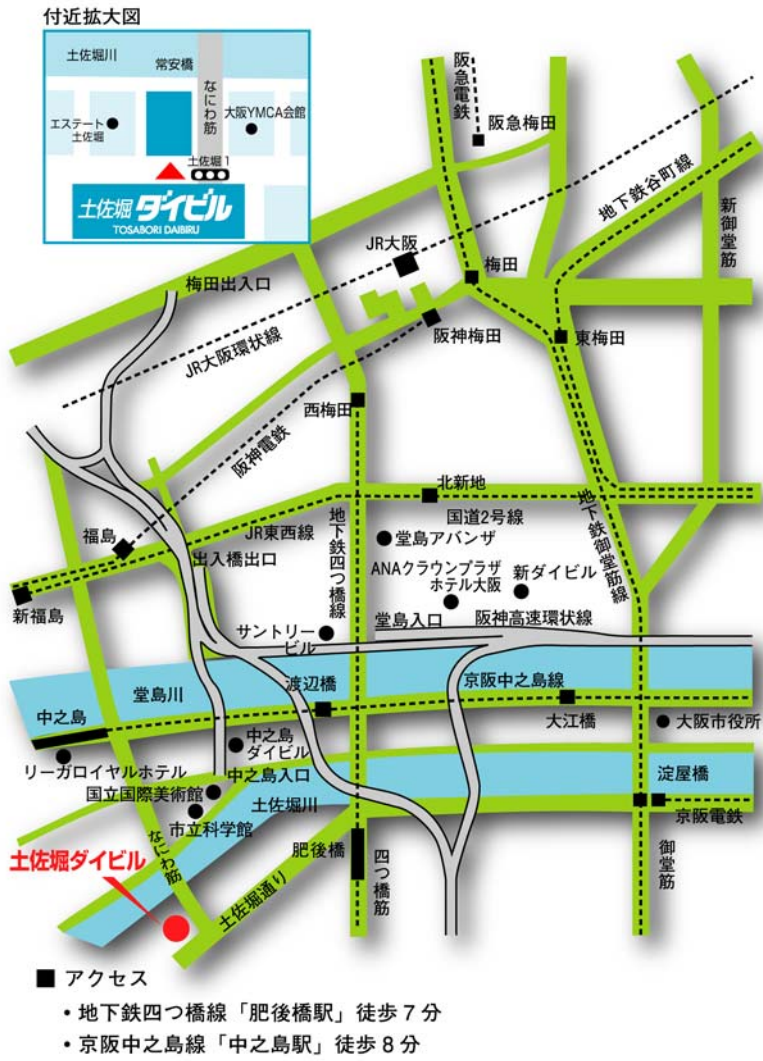 付近拡大図
土佐堀川
常安橋
なにわ筋
エステート
土佐堀
大阪YMCA会館
土佐堀1
土佐堀ダイビル
TOSABORI DAIBIRU
阪急電鉄
阪急梅田
地下鉄谷町線
新御堂筋
JR大阪
梅田
梅田出入口
JR大阪環状線
阪神梅田
東梅田
西梅田
阪神電鉄
北新地
国道2号線
地下鉄御堂筋線
福島
JR東西線
出入橋出口
地下鉄四つ橋線
堂島アバンザ
ANAクラウンプラザ
ホテル大阪
新ダイビル
新福島
サントリー
ビル
堂島入口
阪神高速環状線
堂島川
渡辺橋
京阪中之島線
中之島
大江橋
大阪市役所
中之島
ダイビル
リーガロイヤルホテル
中之島入口
国立国際美術館
土佐堀川
淀屋橋
市立科学館
京阪電鉄
なにわ筋
土佐堀ダイビル
肥後橋
四つ橋筋
御堂筋
土佐堀通り
■ アクセス
・地下鉄四つ橋線「肥後橋駅」徒歩7分
・京阪中之島線「中之島駅」徒歩8分